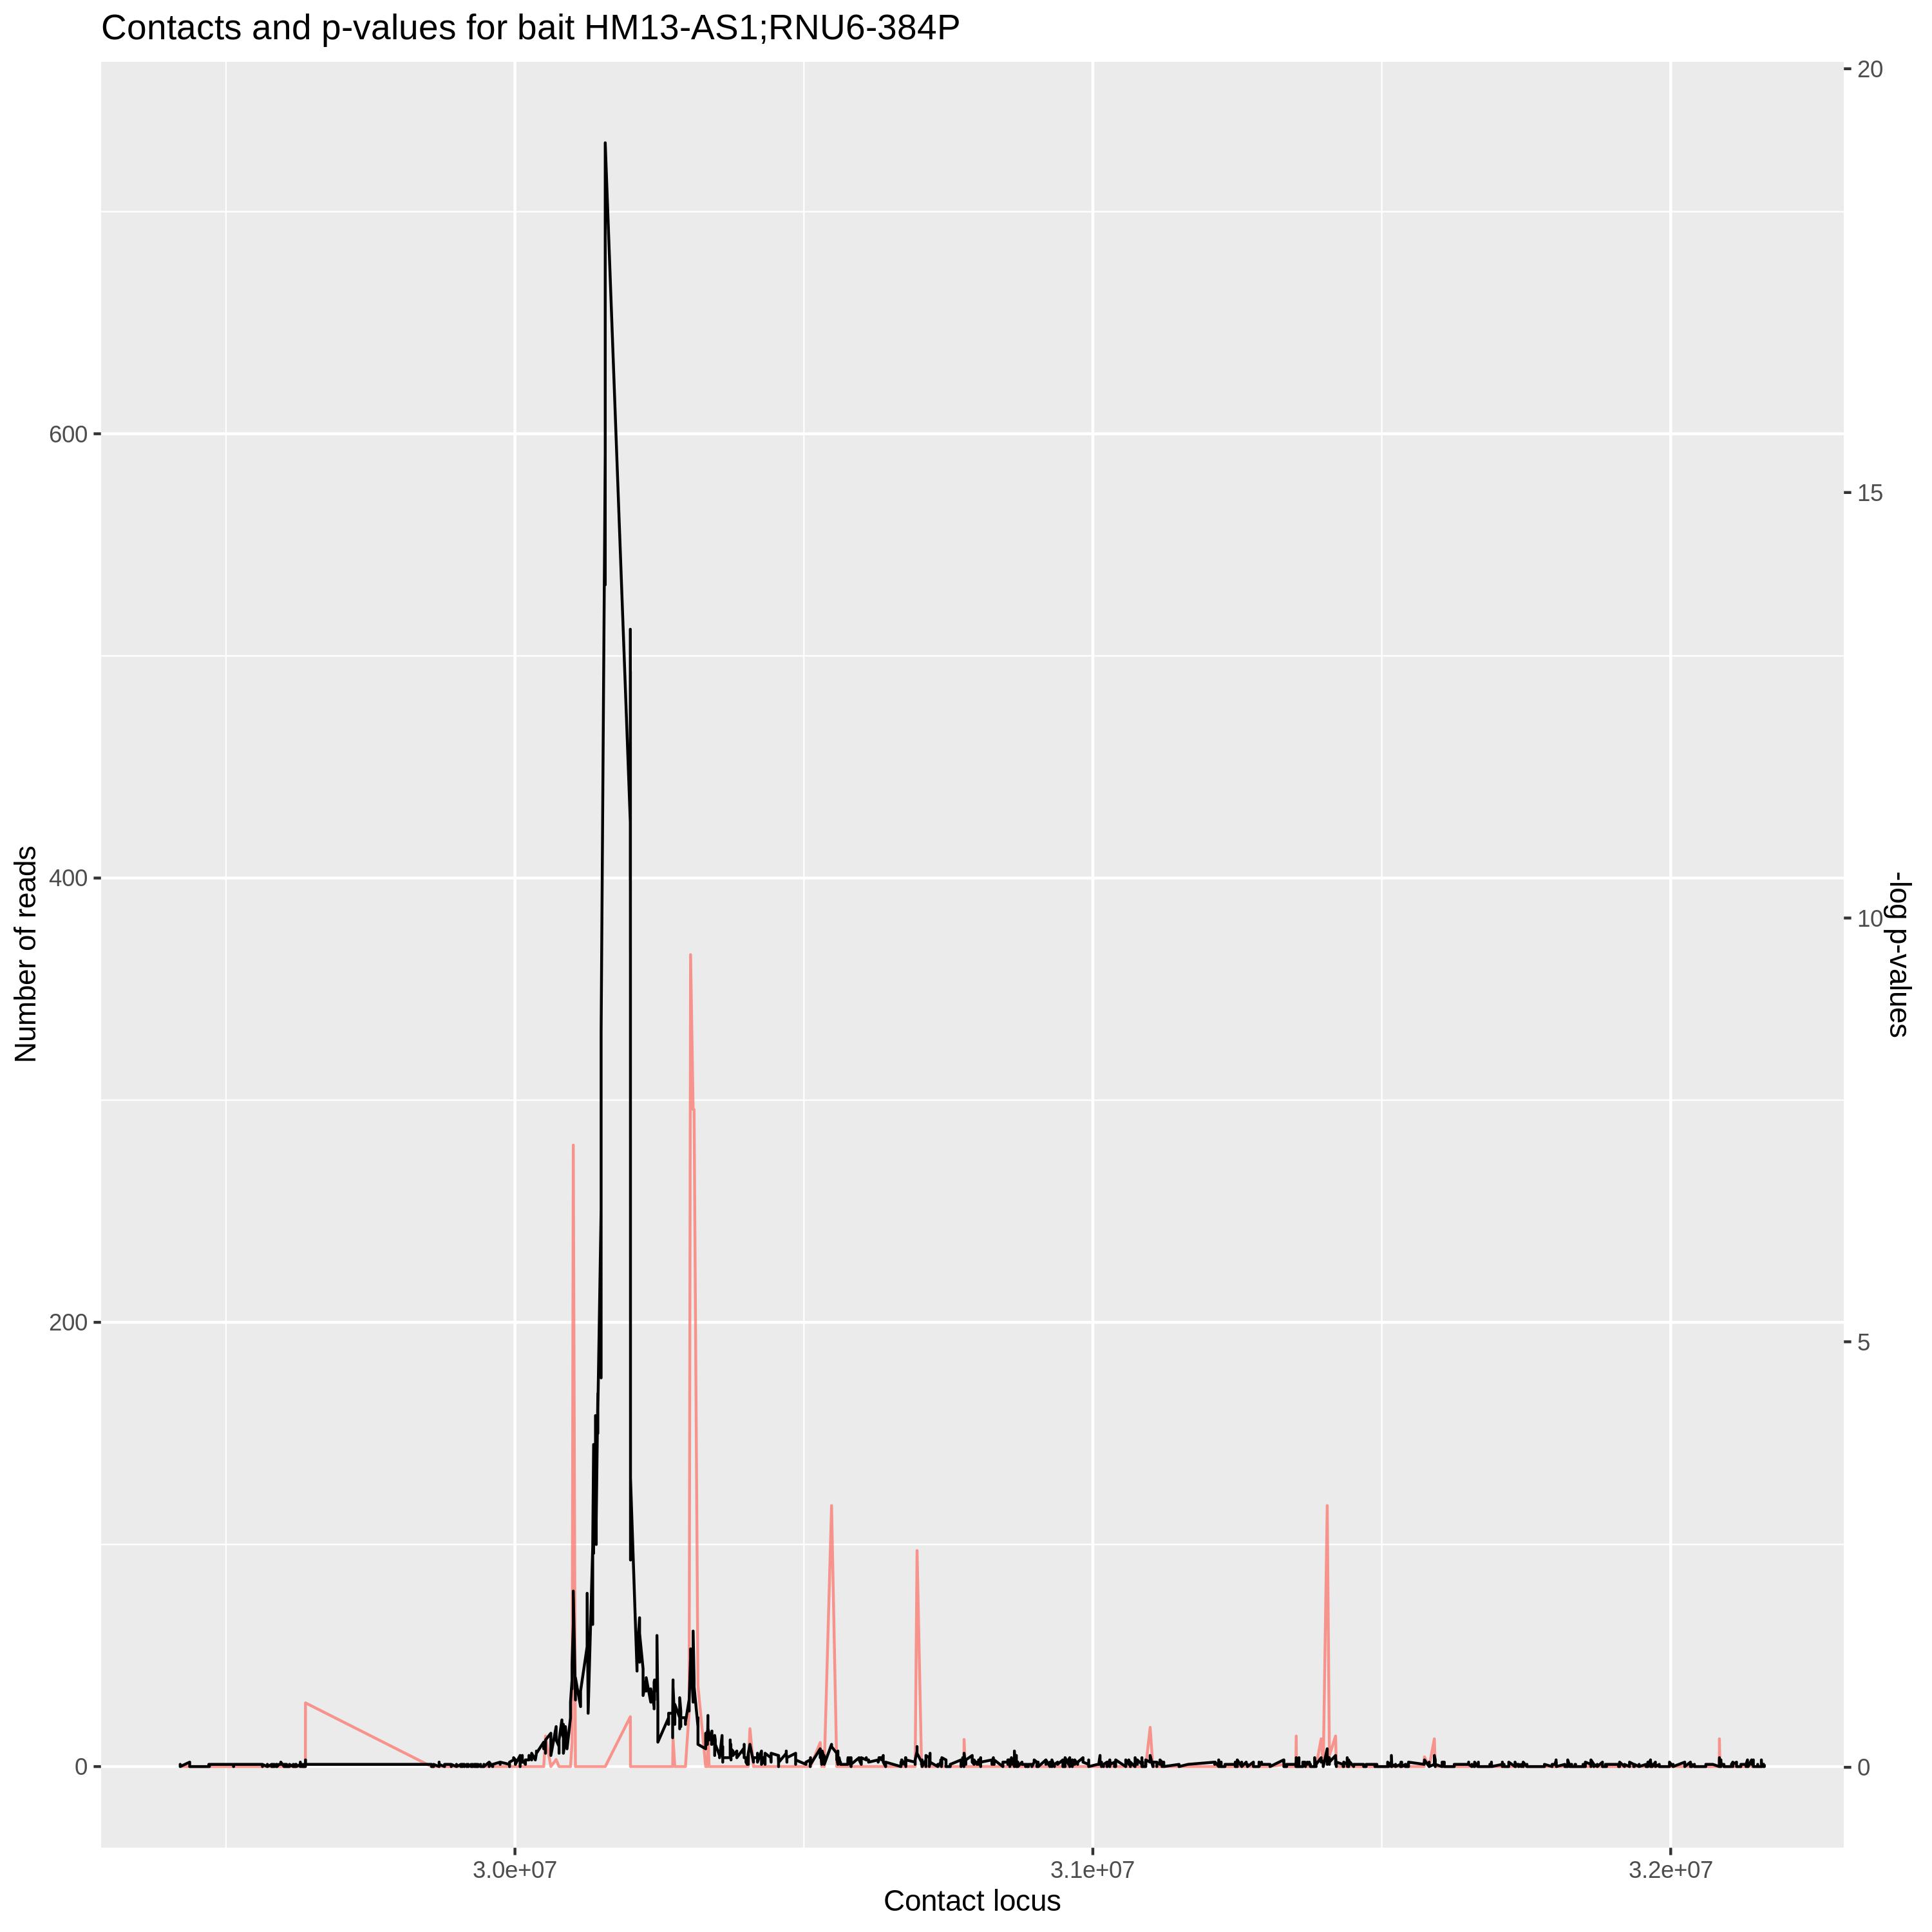 Contacts and p-values for bait HM13-AS1;RNU6-384P
20
15
10
5
0
-log p-values
600
400
200
0
Number of reads
3.0e+07 3.1e+07 3.2e+07
Contact locus